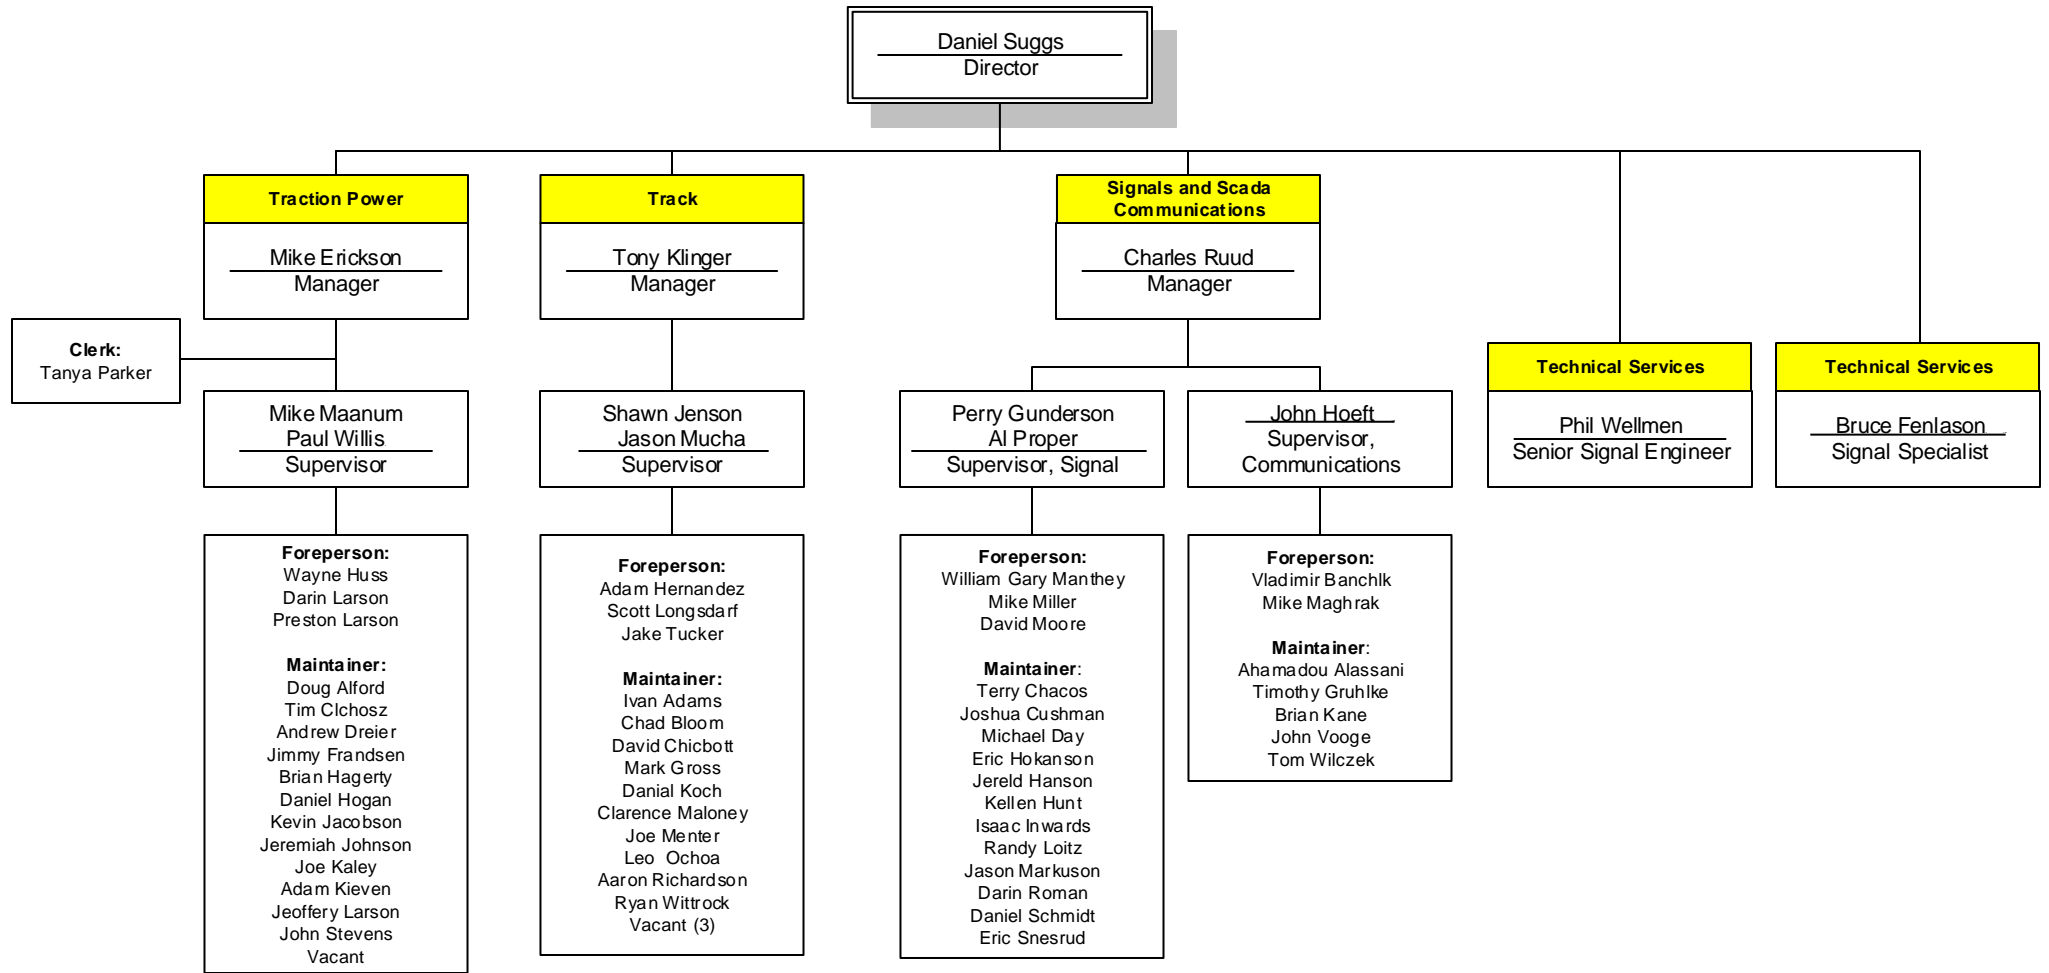 Daniel Suggs
Director
Traction Power
Mike Erickson
Manager
Clerk:
Tanya Parker
Mike Maanum
Paul Willis
Supervisor
Foreperson:
Wayne Huss
Darin Larson
Preston Larson
Maintainer:
Doug Alford
Tim CIchosz
Andrew Dreier
Jimmy Frandsen
Brian Hagerty
Daniel Hogan
Kevin Jacobson
Jeremiah Johnson
Joe Kaley
Adam Kieven
Jeoffery Larson
John Stevens
Vacant
Track
Tony Klinger
Manager
Shawn Jenson
Jason Mucha
Supervisor
Foreperson:
Adam Hernandez
Scott Longsdarf
Jake Tucker
Maintainer:
Ivan Adams
Chad Bloom
David Chicbott
Mark Gross
Danial Koch
Clarence Maloney
Joe Menter
Leo Ochoa
Aaron Richardson
Ryan Wittrock
Vacant (3)
Signals and Scada
Communications
Charles Ruud
Manager
Perry Gunderson
Al Proper
Supervisor, Signal
Foreperson:
William Gary Manthey
Mike Miller
David Moore
Maintainer:
Terry Chacos
Joshua Cushman
Michael Day
Eric Hokanson
Jereld Hanson
Kellen Hunt
Isaac Inwards
Randy Loitz
Jason Markuson
Darin Roman
Daniel Schmidt
Eric Snesrud
John Hoeft
Supervisor,
Communications
Foreperson:
Vladimir Banchlk
Mike Maghrak
Maintainer:
Ahamadou Alassani
Timothy Gruhlke
Brian Kane
John Vooge
Tom Wilczek
Technical Services
Phil Wellmen
Senior Signal Engineer
Technical Services
Bruce Fenlason
Signal Specialist